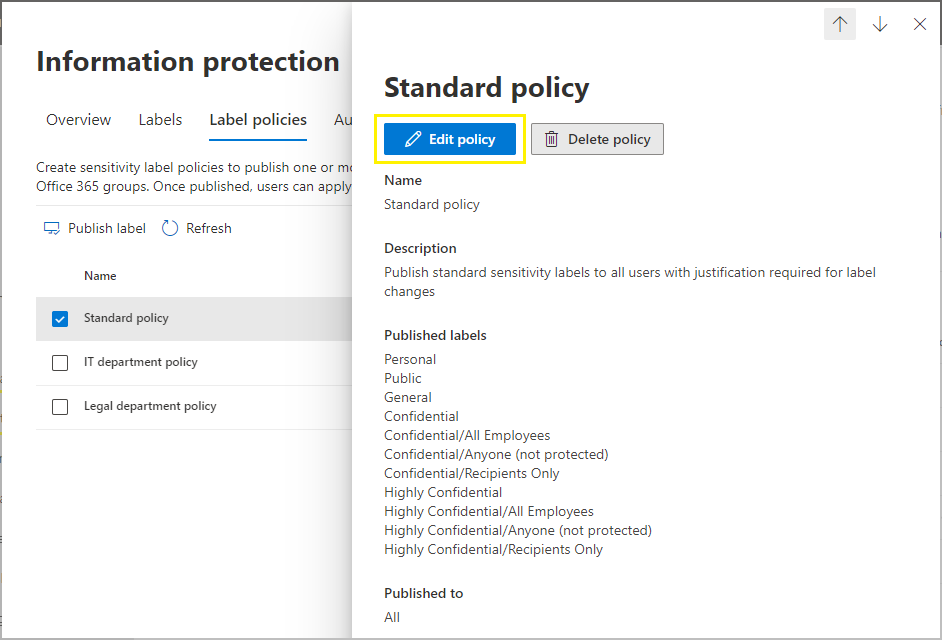 Information protection
Overview
Labels
Label policies
Au
Create sensitivity label policies to publish one or mo
Office 365 groups. Once published, users can apply
Publish label
Refresh
Name
Standard policy
IT department policy
Legal department policy
Standard policy
Edit policy
Delete policy
Name
Standard policy
Description
Publish standard sensitivity labels to all users with justification required for label
changes
Published labels
Personal
Public
General
Confidential
Confidential/All Employees
Confidential/Anyone (not protected)
Confidential/Recipients Only
Highly Confidential
Highly Confidential/All Employees
Highly Confidential/Anyone (not protected)
Highly Confidential/Recipients Only
Published to
All